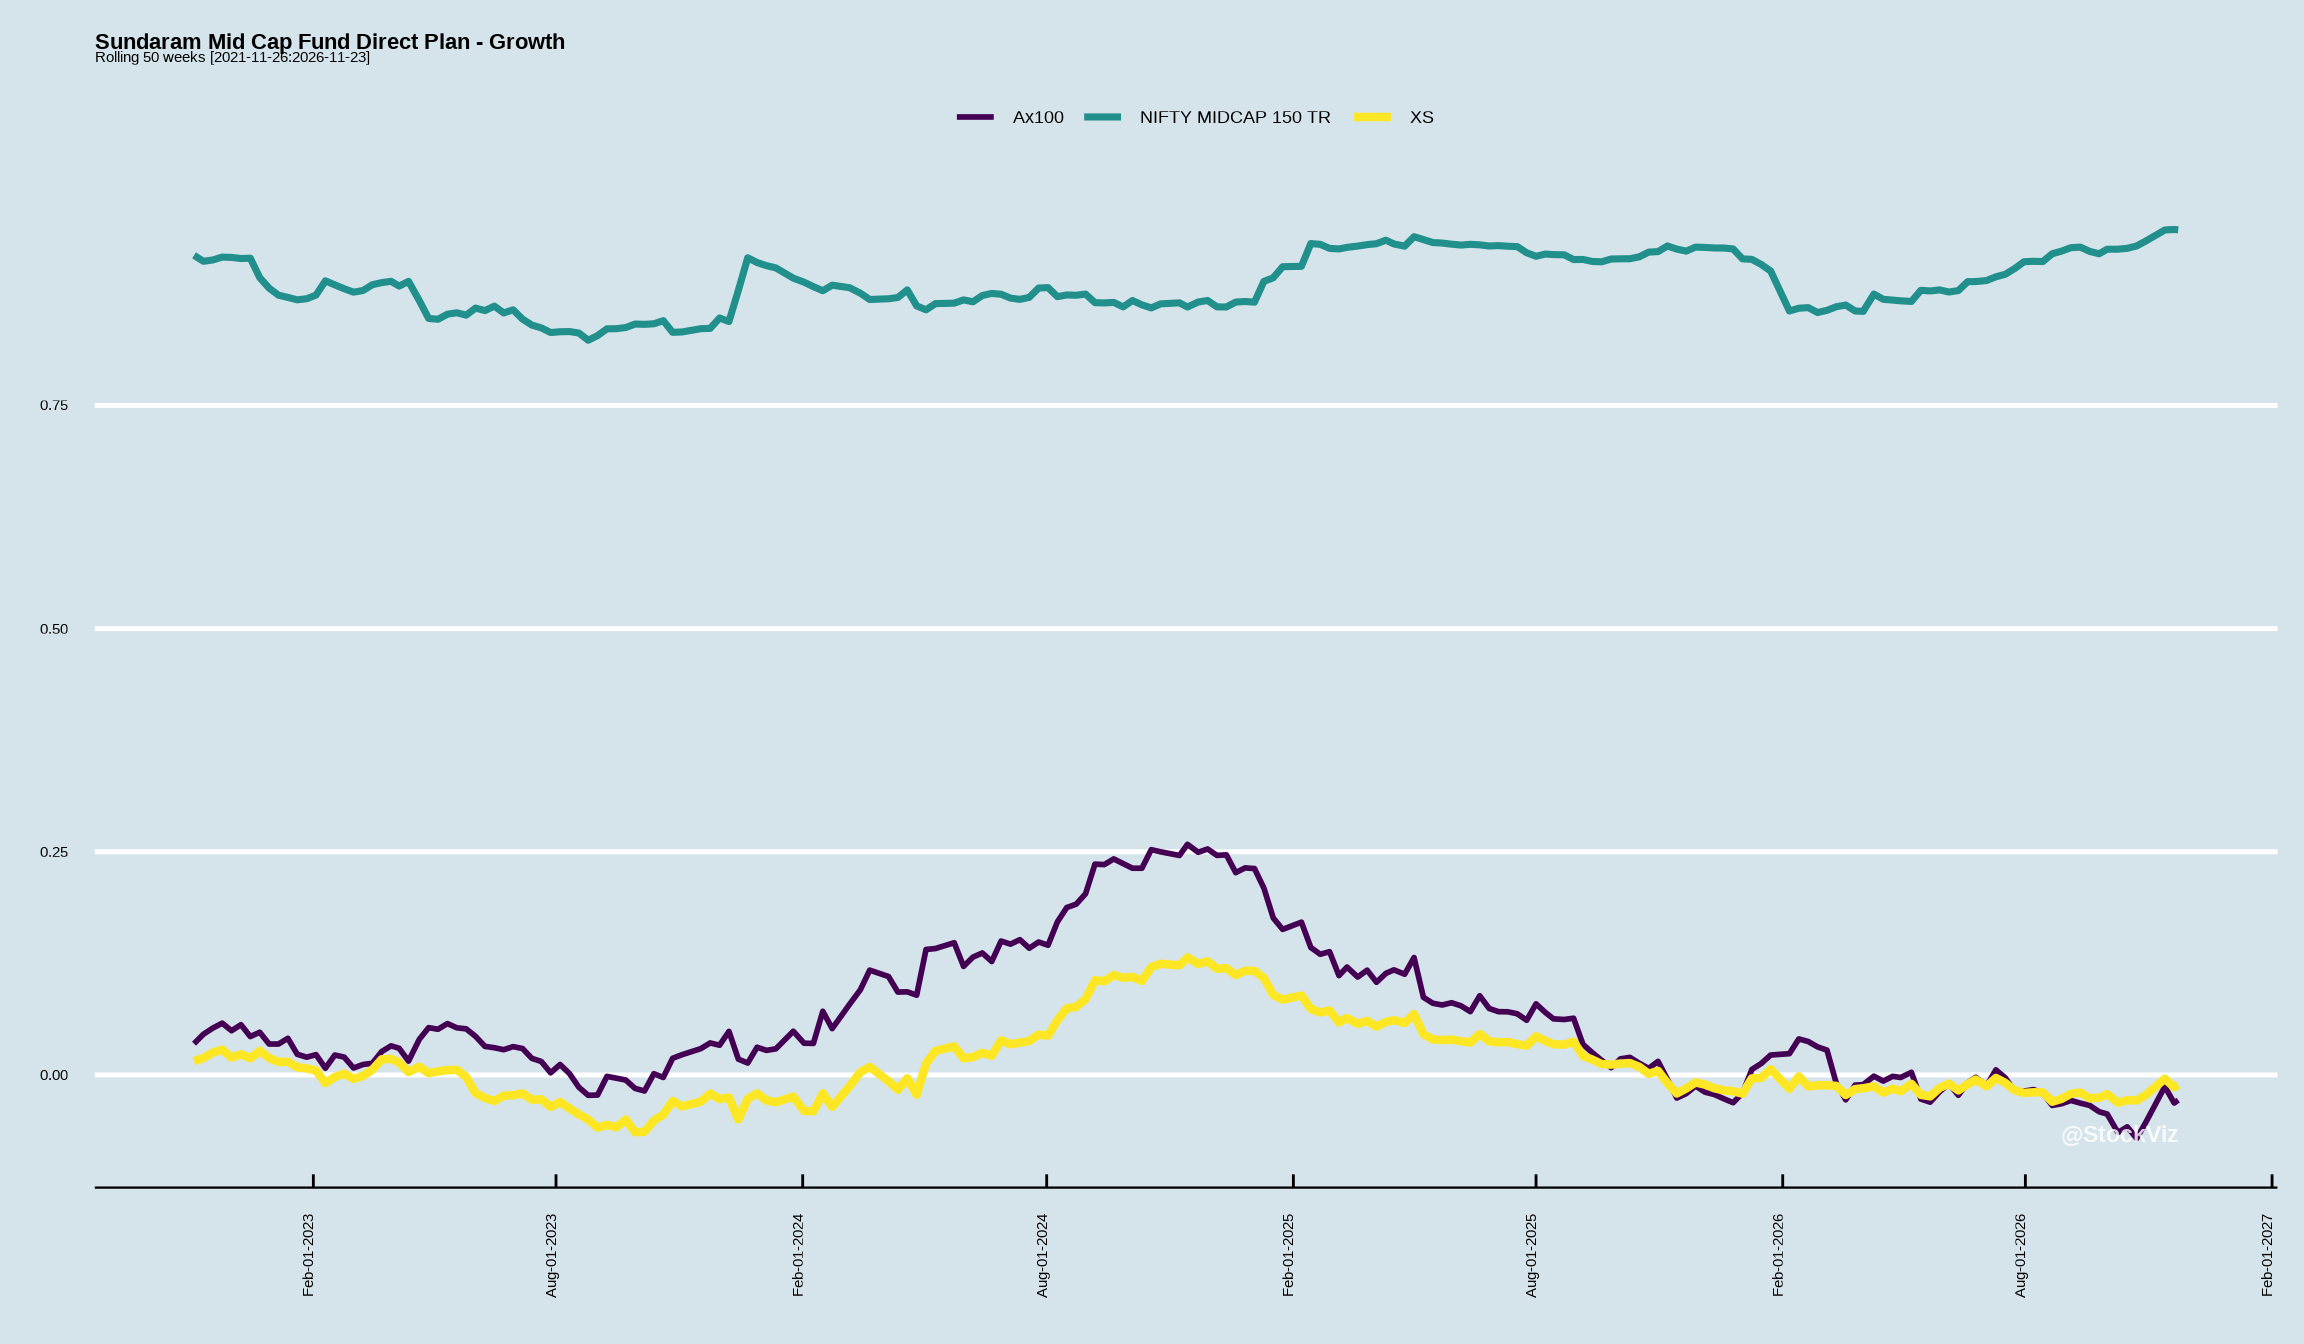 Sundaram Mid Cap Fund Direct Plan - Growth
Rolling 50 weeks [2021-11-26:2026-11-23]
Ax100 NIFTY MIDCAP 150 TR XS
0.75
0.50
0.25
0.00
@StockViz
Feb-01-2023 Aug-01-2023 Feb-01-2024 Aug-01-2024 Feb-01-2025 Aug-01-2025 Feb-01-2026 Aug-01-2026 Feb-01-2027